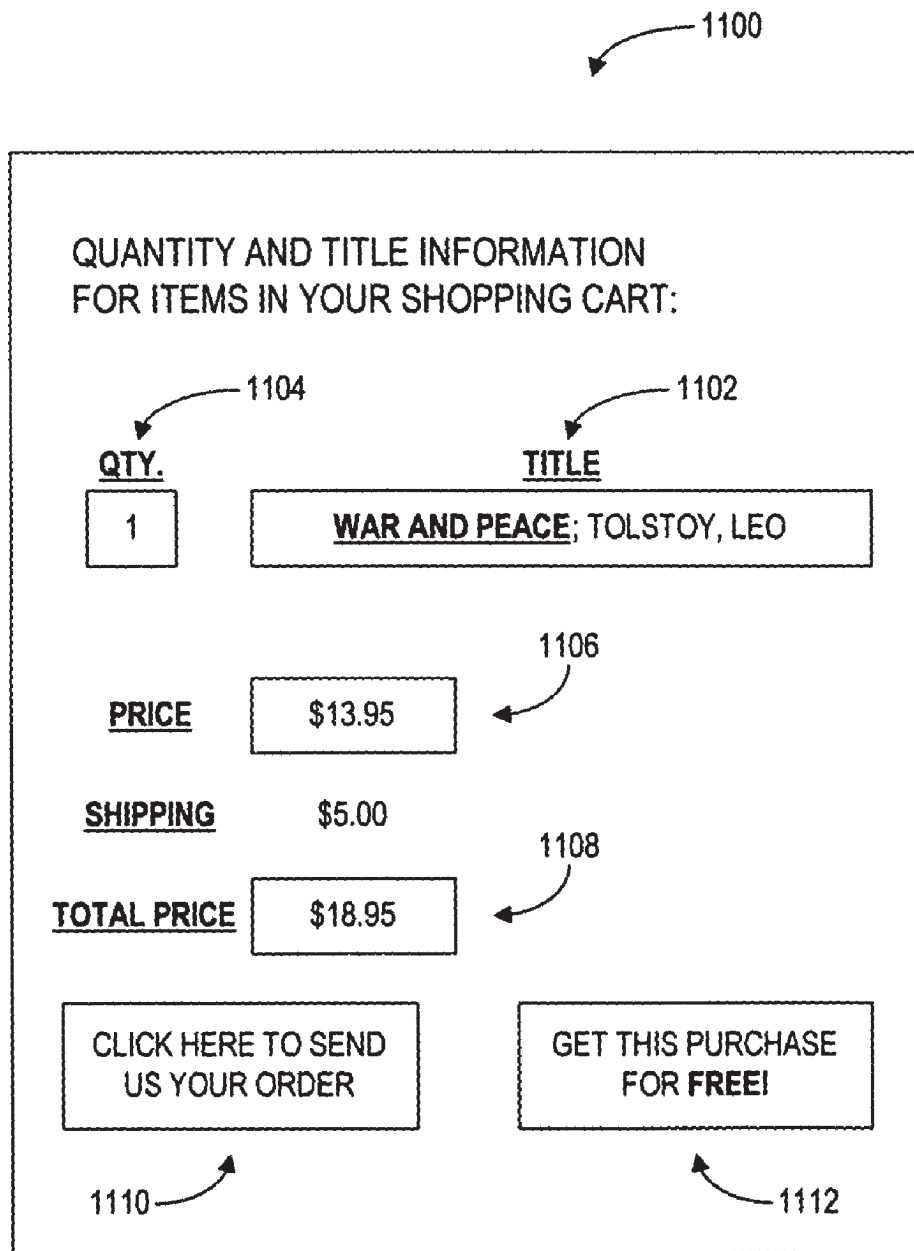 1100
QUANTITY AND TITLE INFORMATION
FOR ITEMS IN YOUR SHOPPING CART:
1104 1102
QTY. TITLE
1 WAR AND PEACE; TOLSTOY, LEO
1106
PRICE $13.95
SHIPPING $5.00
1108
TOTAL PRICE $18.95
CLICK HERE TO SEND
US YOUR ORDER
GET THIS PURCHASE
FOR FREE!
1110 1112